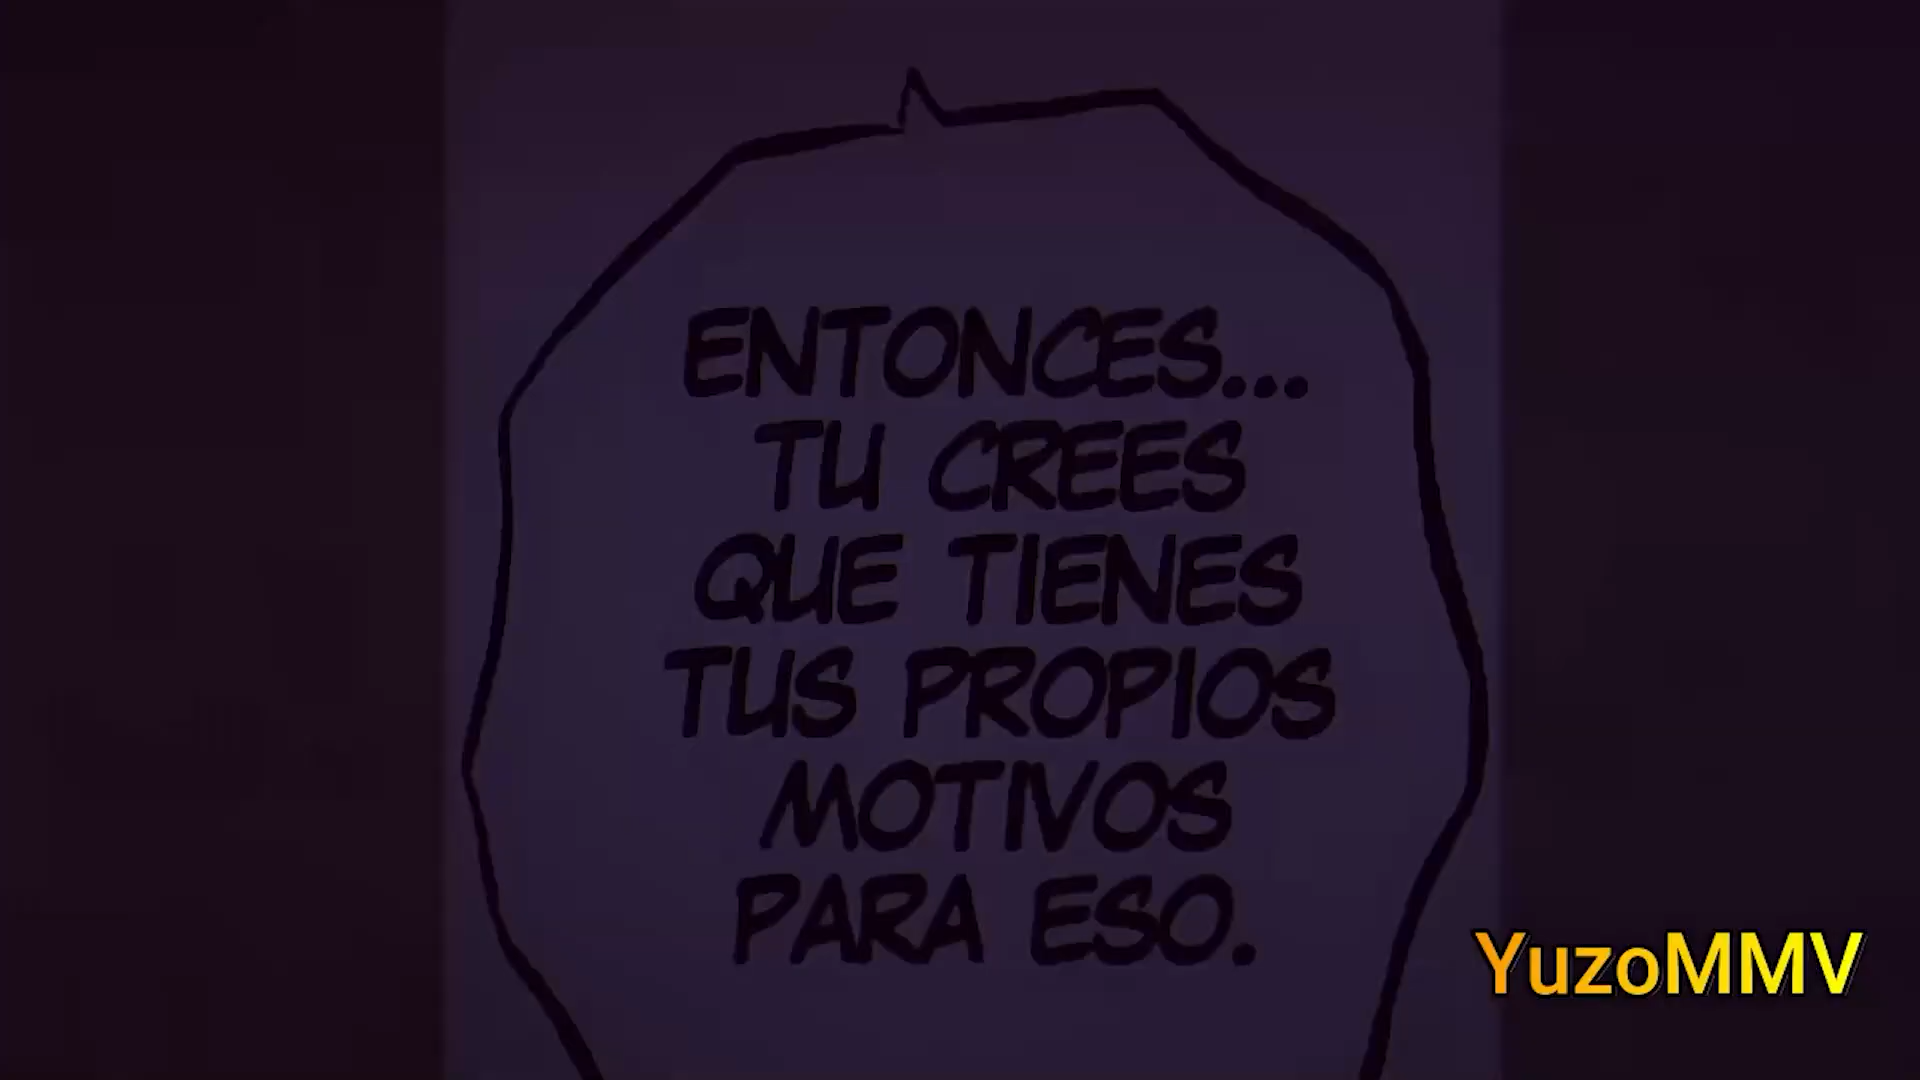 ENTONCES...
TU CREES
QUE TIENES
TUS PROPIOS
MOTIVOS
PARA ESO.
YuzoMMV